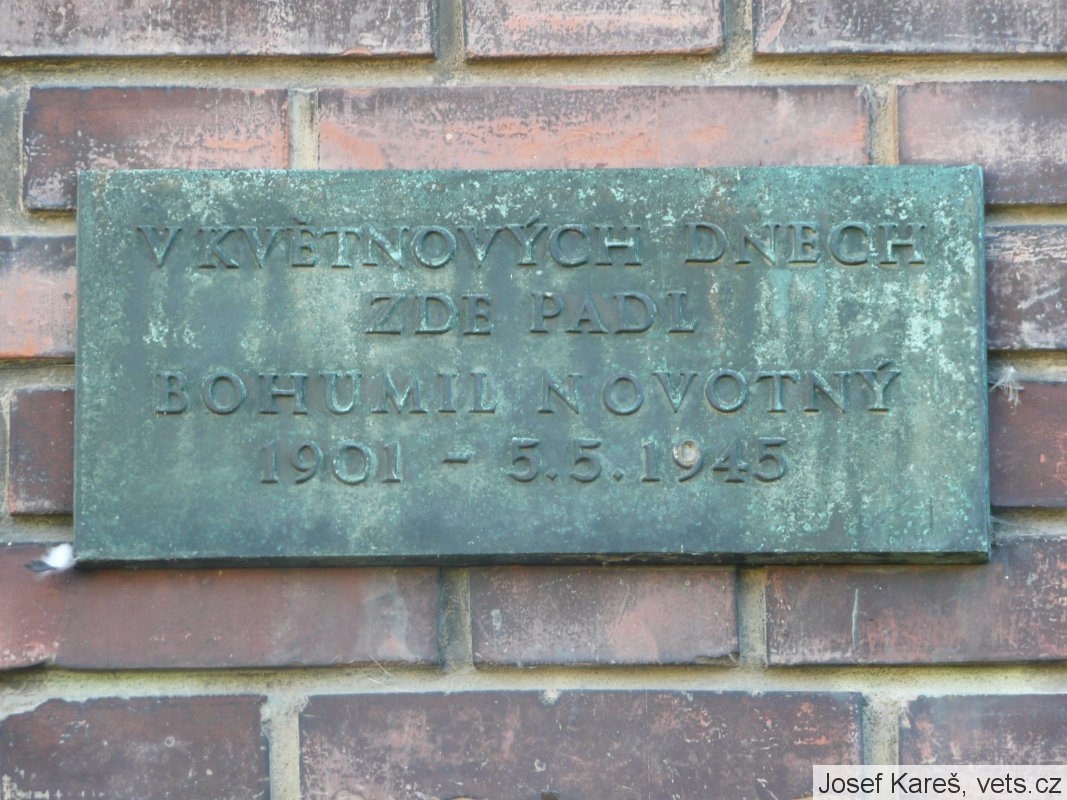 V KVĚTNOVÝCH DNECH
ZDE PADL
BOHUMIL NOVOTNÝ
1901 - 5.5.1945
Josef Kareš, vets.cz